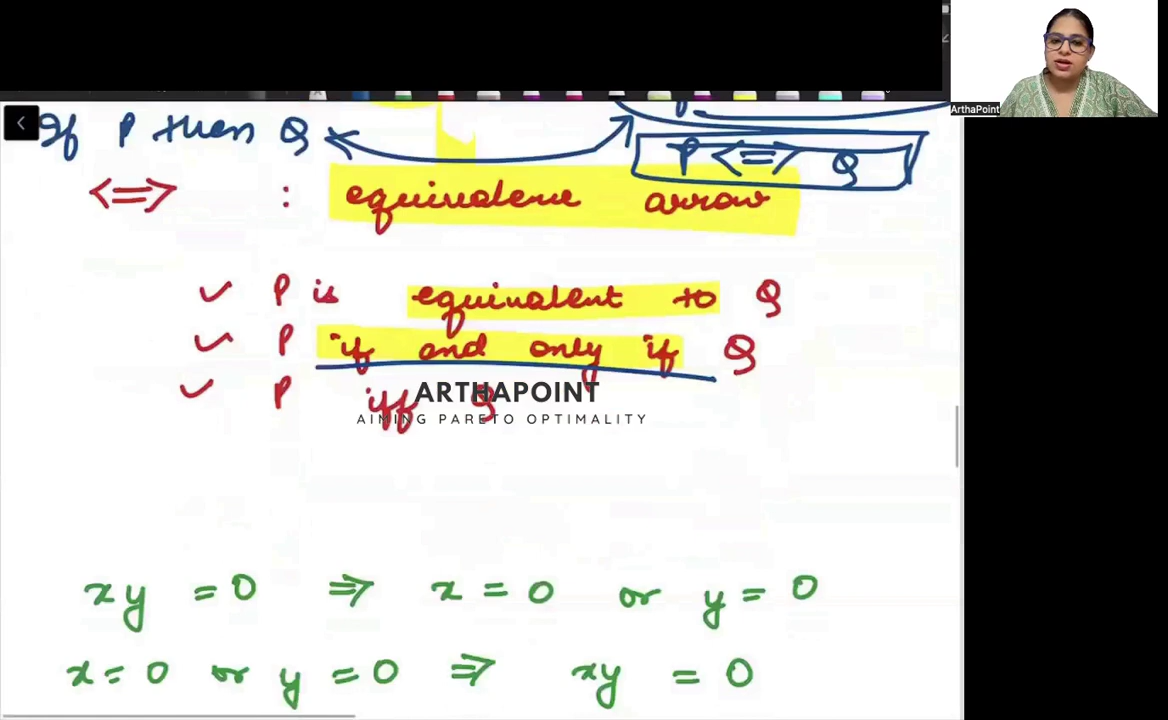 ArthaPoint
If P then Q
P <=> Q
<=> : equivalence arrow
✓ P is equivalent to Q
✓ P if and only if Q
✓ P iff Q
ARTHAPOINT
AIMING PARETO OPTIMALITY
xy = 0 ⇒ x = 0 or y = 0
x = 0 or y = 0 ⇒ xy = 0